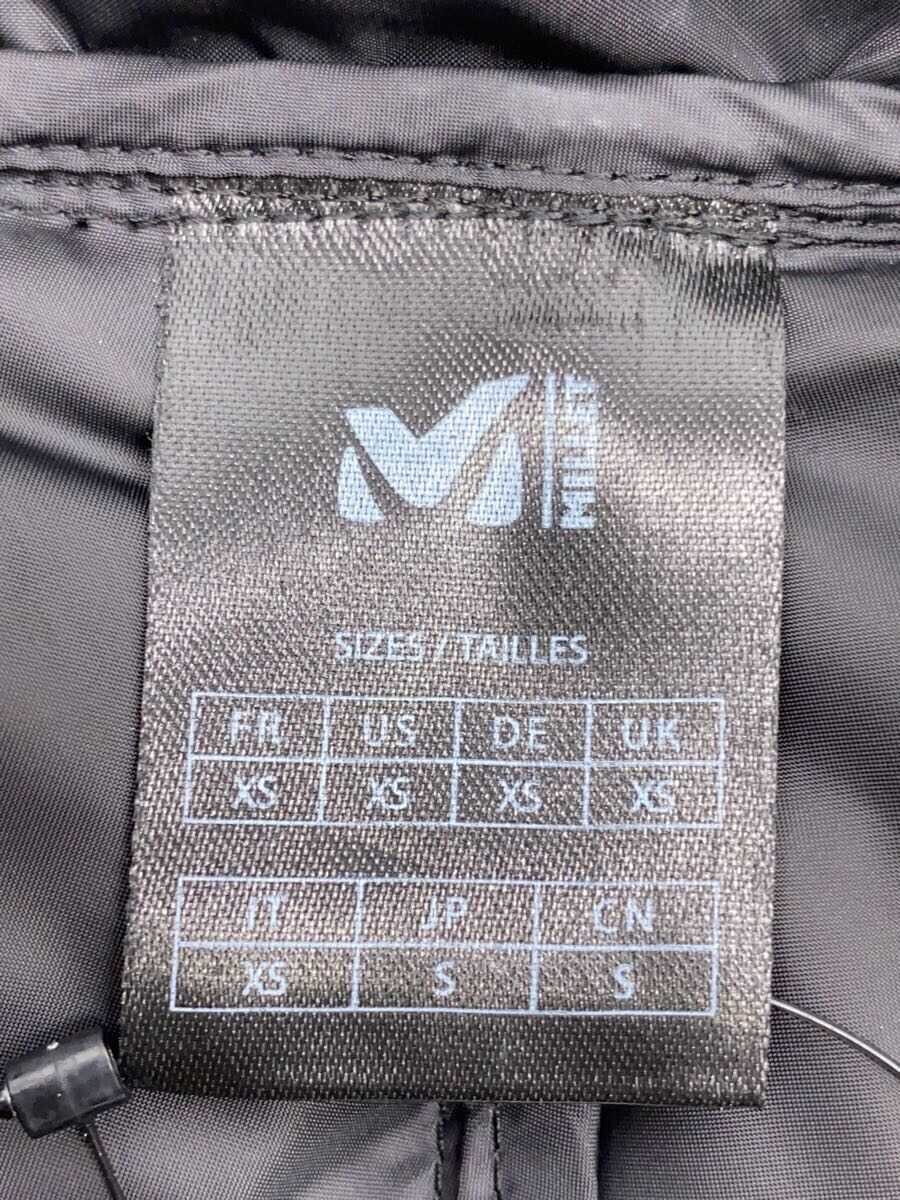 MILLET
SIZES / TAILLES
FR US DE UK
XS XS XS XS
IT JP CN
XS S S